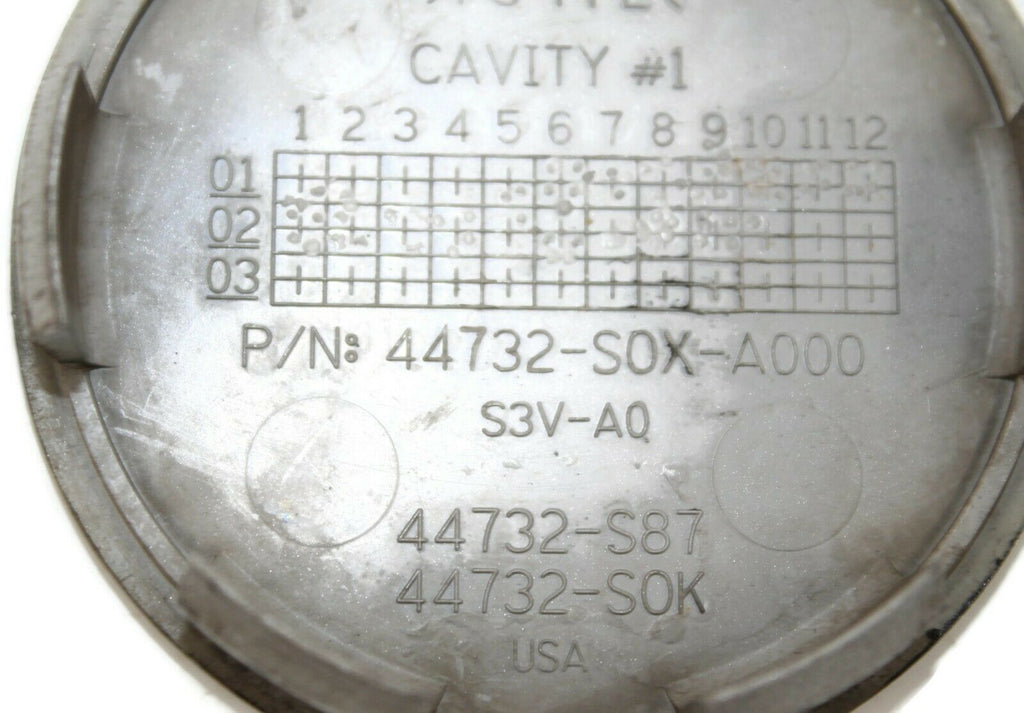 CAVITY #1
1 2 3 4 5 6 7 8 9 10 11 12
01
02
03
P/N: 44732-S0X-A000
S3V-A0
44732-S87
44732-S0K
USA